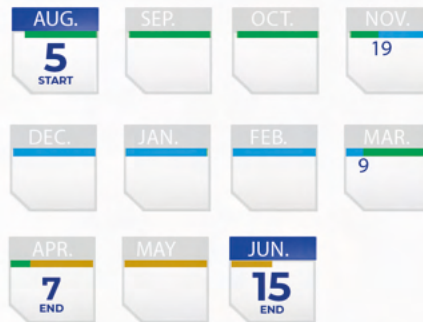 AUG.
5
START
SEP.
OCT.
NOV.
19
DEC.
JAN.
FEB.
MAR.
9
APR.
7
END
MAY
JUN.
15
END